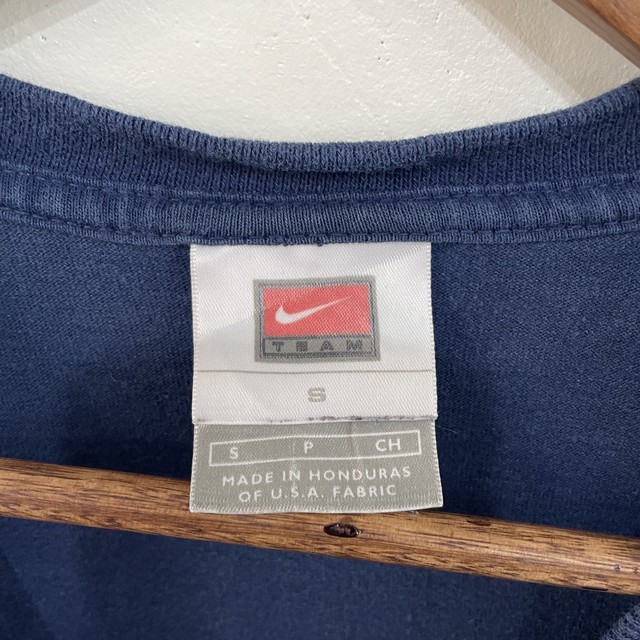 TEAM
S
S P CH
MADE IN HONDURAS
OF U.S.A. FABRIC